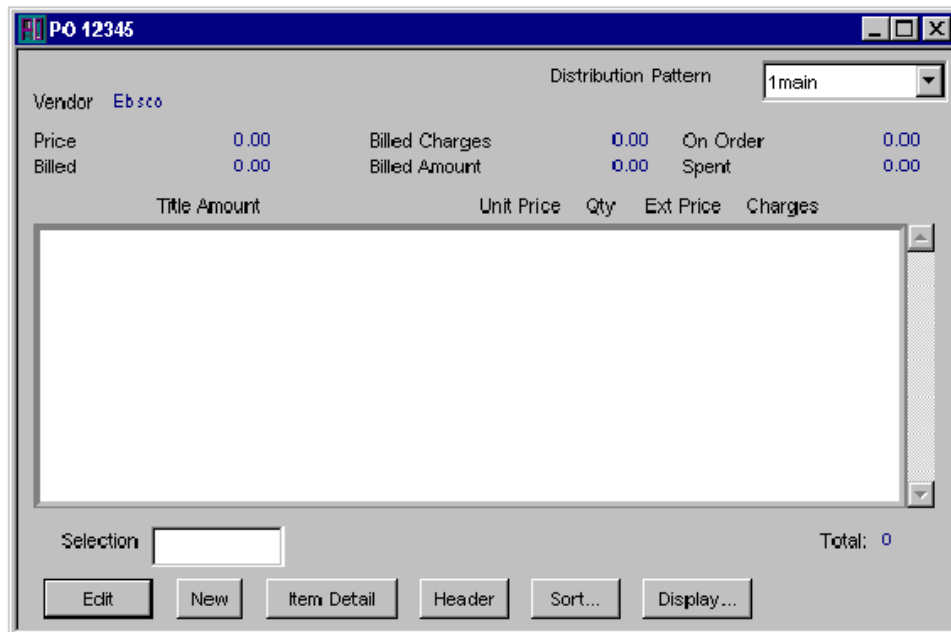 PO 12345
Distribution Pattern 1main
Vendor Ebsco
Price 0.00 Billed Charges 0.00 On Order 0.00
Billed 0.00 Billed Amount 0.00 Spent 0.00
Title Amount Unit Price Qty Ext Price Charges
Selection Total: 0
Edit New Item Detail Header Sort... Display...